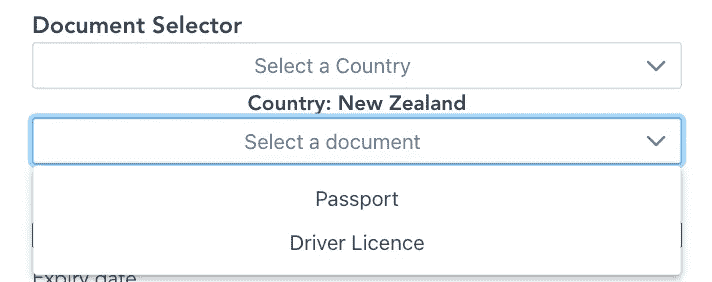 Document Selector
Select a Country
Country: New Zealand
Select a document
Passport
Driver Licence
Expiry date